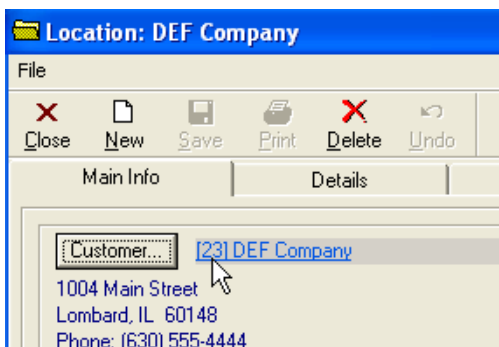 Location: DEF Company
File
Close New Save Print Delete Undo
Main Info Details
Customer... [23] DEF Company
1004 Main Street
Lombard, IL 60148
Phone: (630) 555-4444